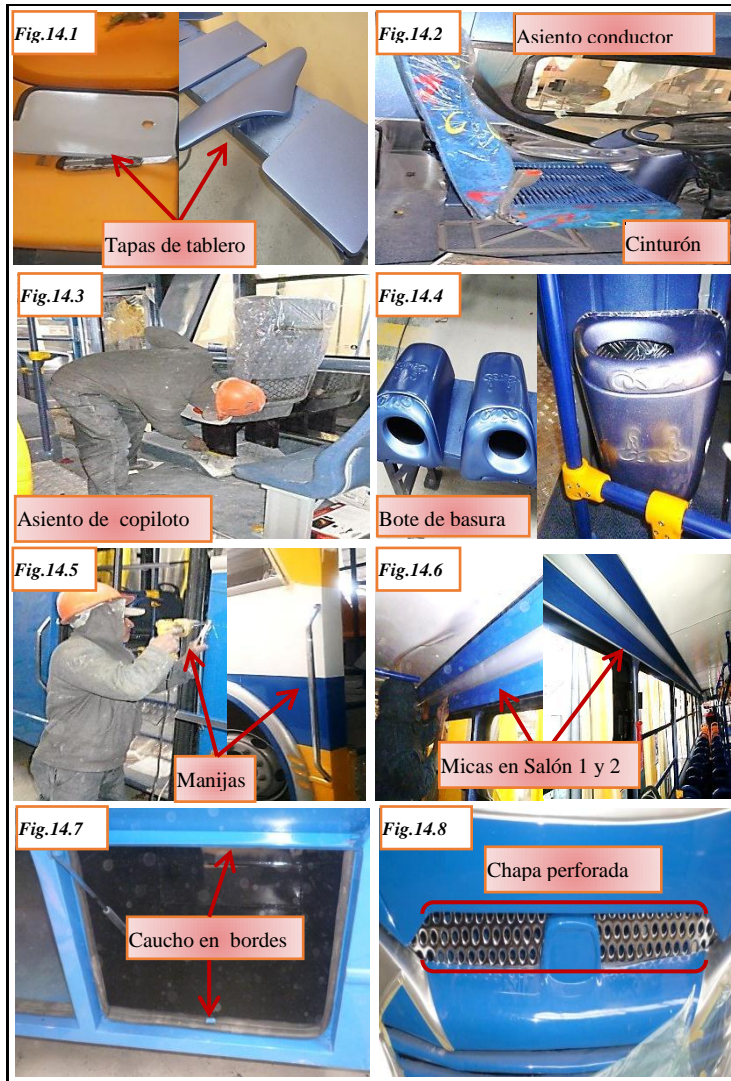 Fig.14.1
Tapas de tablero
Fig.14.2
Asiento conductor
Cinturón
Fig.14.3
Asiento de copiloto
Fig.14.4
Bote de basura
Fig.14.5
Manijas
Fig.14.6
Micas en Salón 1 y 2
Fig.14.7
Caucho en bordes
Fig.14.8
Chapa perforada